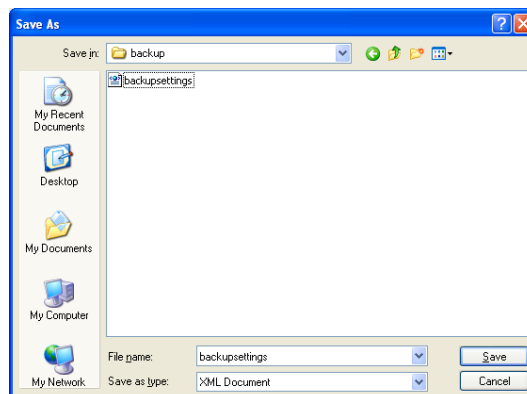 Save As
Save in:
backup
backupsettings
My Recent
Documents
Desktop
My Documents
My Computer
My Network
File name:
backupsettings
Save
Save as type:
XML Document
Cancel